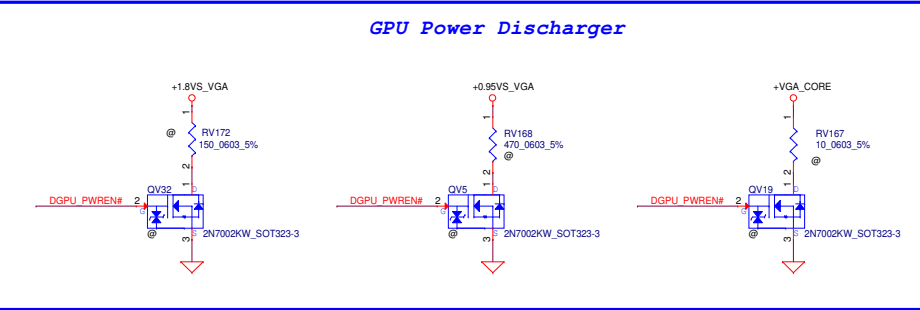 GPU Power Discharger
+1.8VS_VGA
1
@
RV172
150_0603_5%
2
1
QV32
D
DGPU_PWREN#
2
G
@
3
S
2N7002KW_SOT323-3
+0.95VS_VGA
1
RV168
470_0603_5%
@
2
1
QV5
D
DGPU_PWREN#
2
G
@
3
S
2N7002KW_SOT323-3
+VGA_CORE
1
RV167
10_0603_5%
@
2
1
QV19
D
DGPU_PWREN#
2
G
@
3
S
2N7002KW_SOT323-3